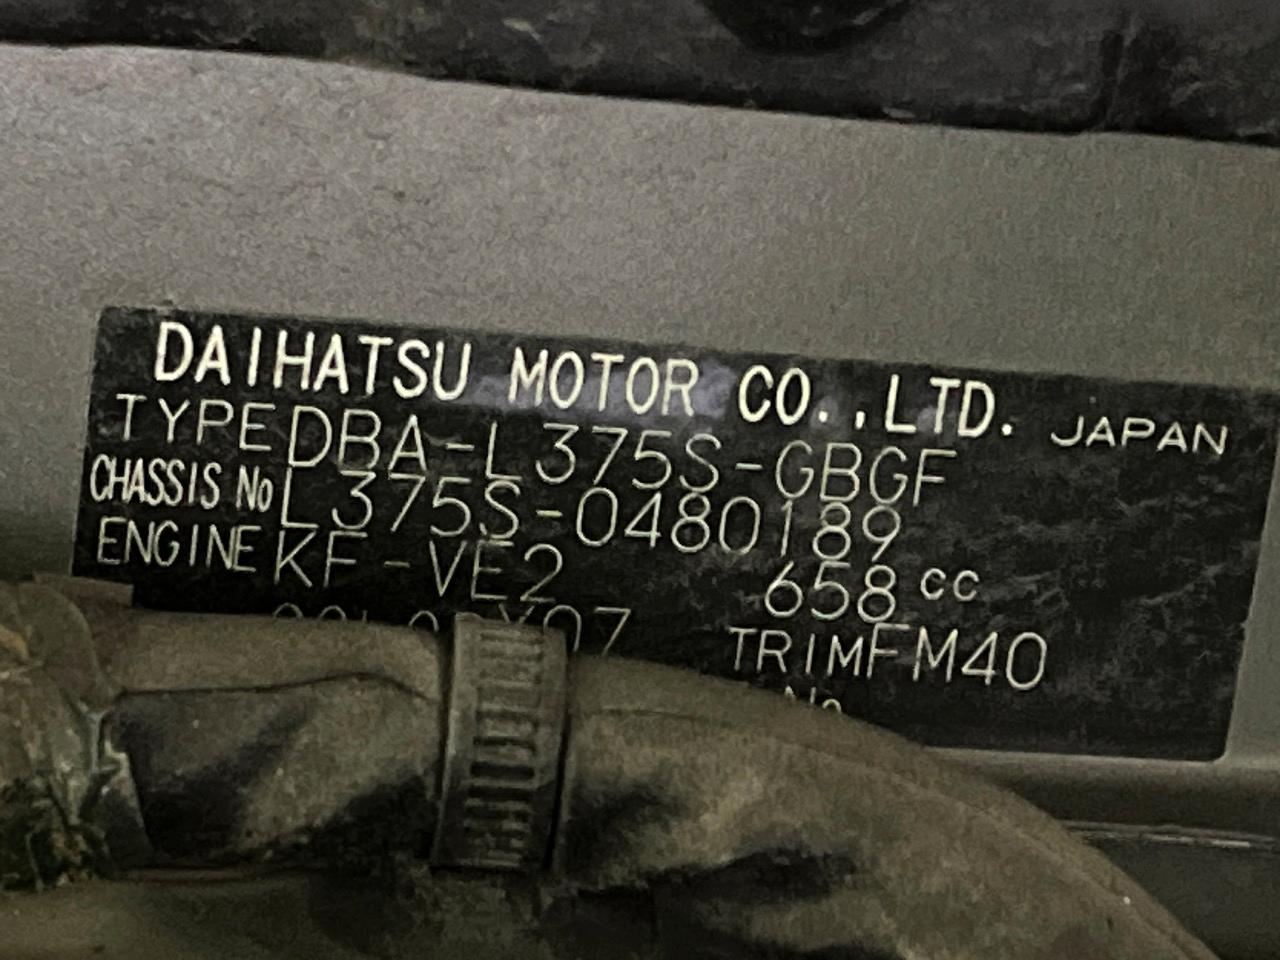 DAIHATSU MOTOR CO.,LTD. JAPAN
TYPE DBA-L375S-GBGF
CHASSIS No L375S-0480189
ENGINE KF-VE2 658 cc
TRIM FM40
No